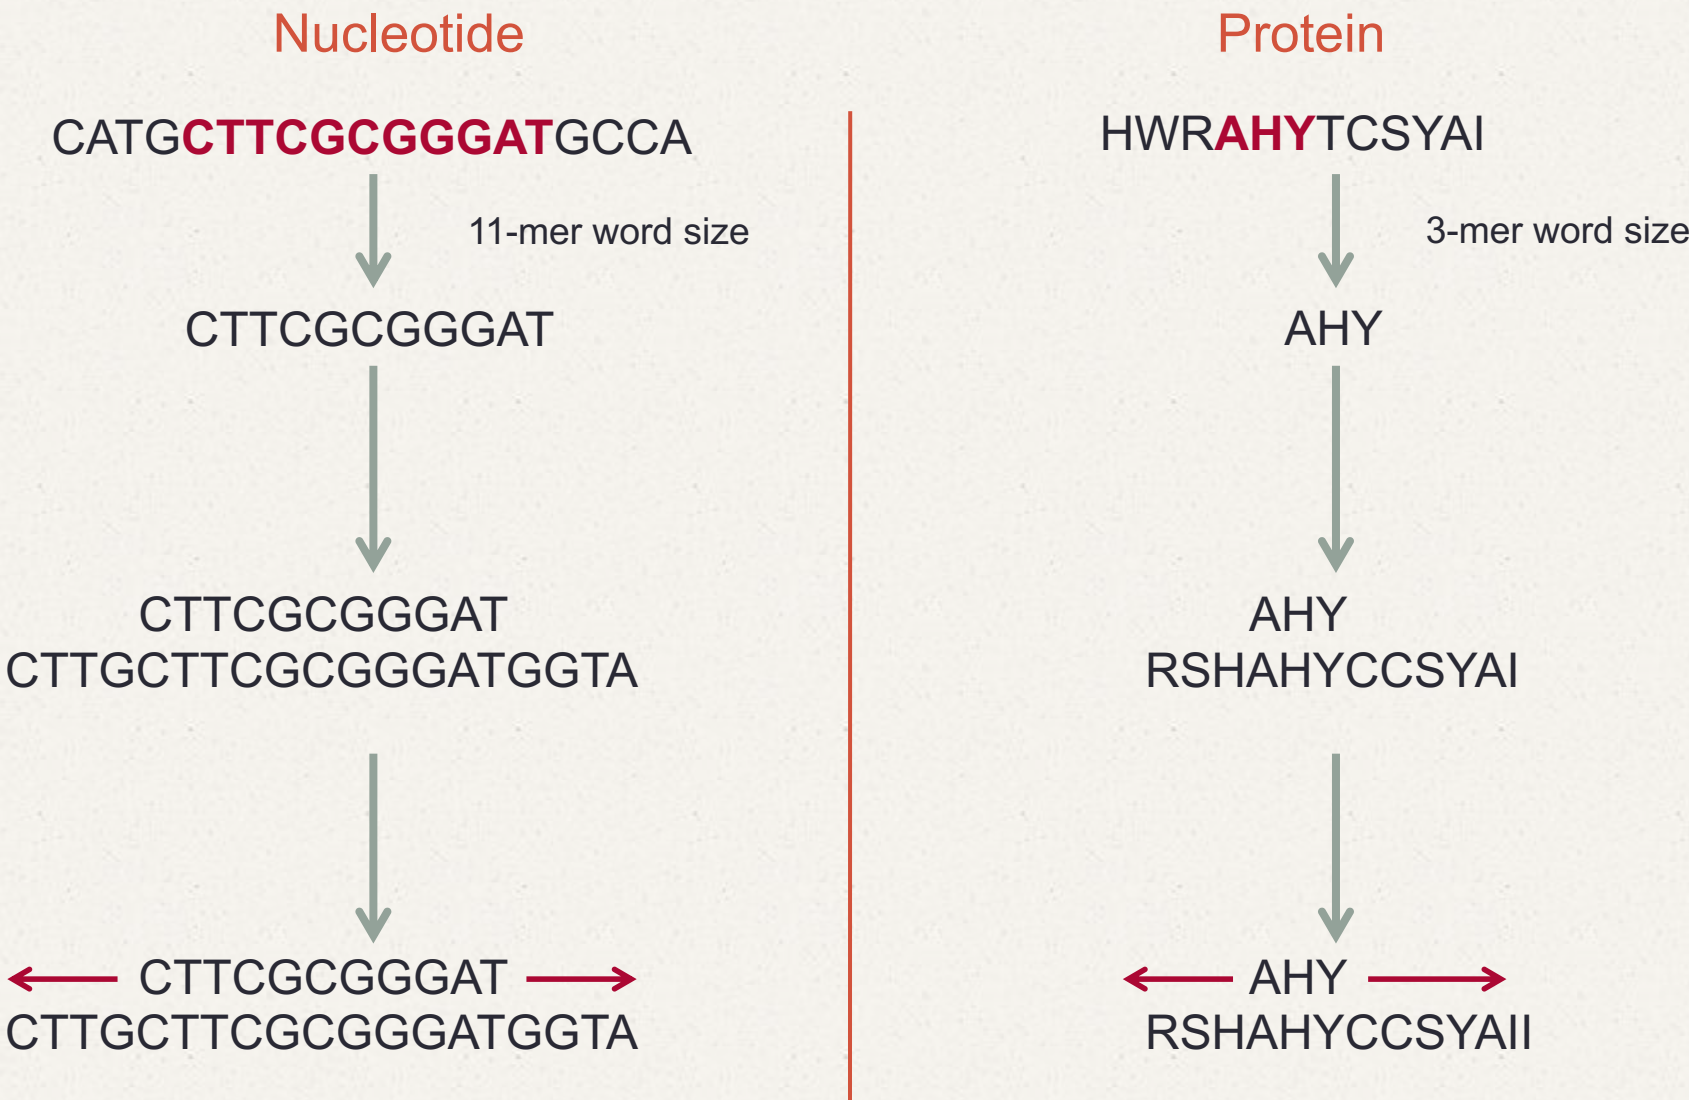 Nucleotide
CATGCTTCGCGGGATGCCA
11-mer word size
CTTCGCGGGAT
CTTCGCGGGAT
CTTGCTTCGCGGGATGGTA
CTTCGCGGGAT
CTTGCTTCGCGGGATGGTA
Protein
HWRAHYTCSYAI
3-mer word size
AHY
AHY
RSHAHYCCSYAI
AHY
RSHAHYCCSYAII